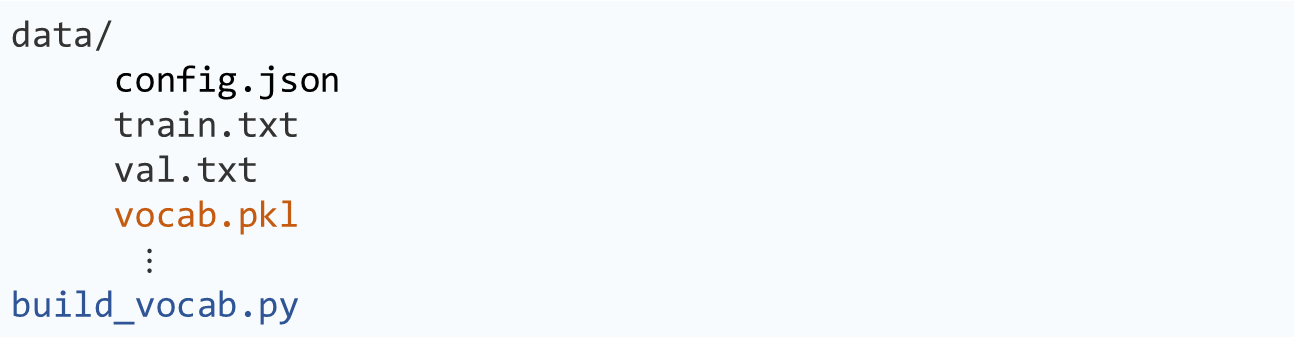 data/
config.json
train.txt
val.txt
vocab.pkl
⋮
build_vocab.py